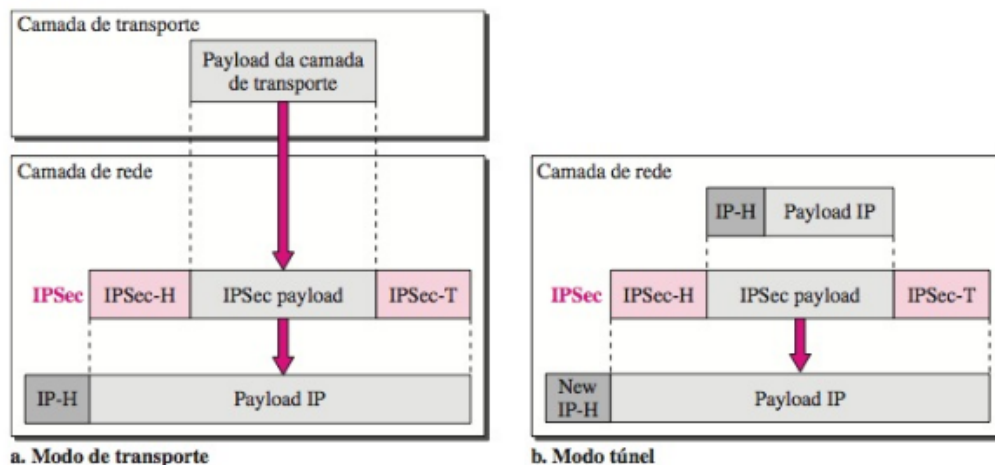 Camada de transporte
Payload da camada
de transporte
Camada de rede
IPSec IPSec-H IPSec payload IPSec-T
IP-H Payload IP
a. Modo de transporte
Camada de rede
IP-H Payload IP
IPSec IPSec-H IPSec payload IPSec-T
New
IP-H Payload IP
b. Modo túnel